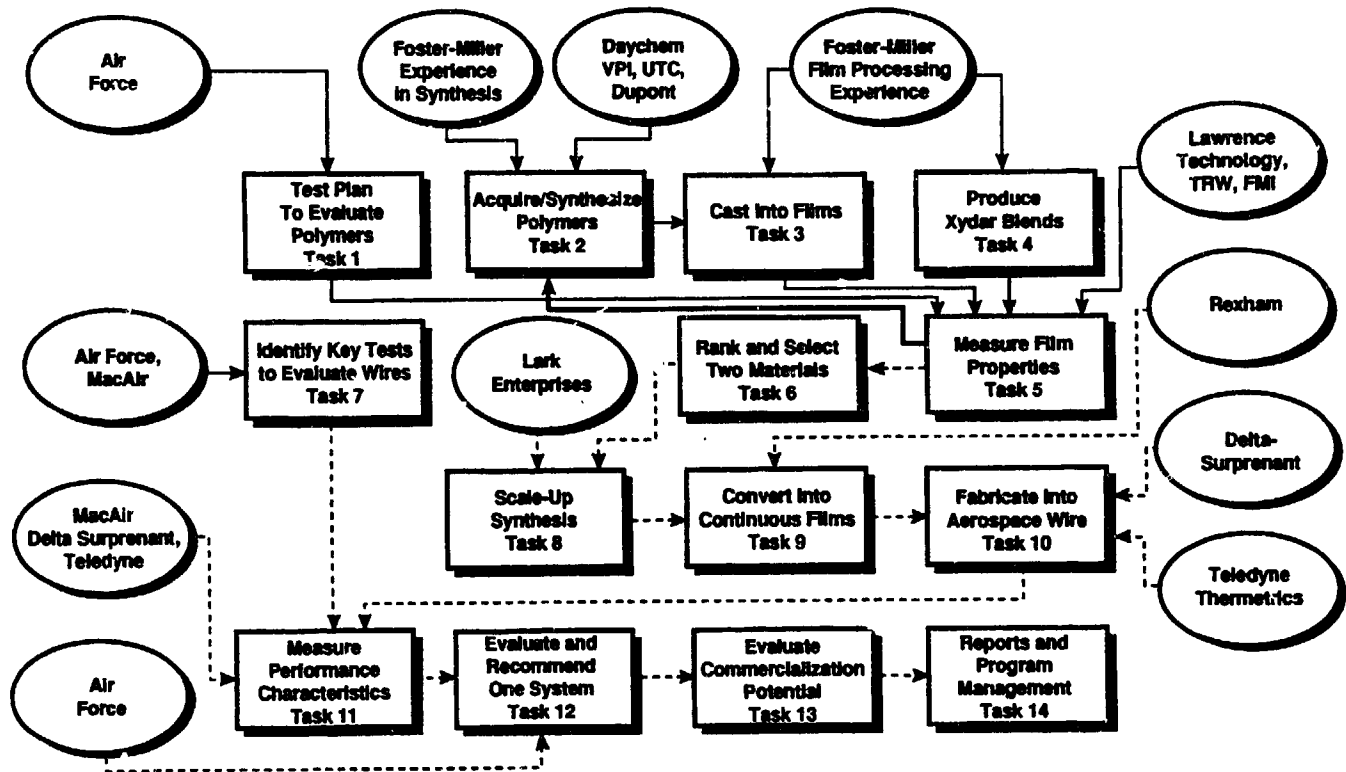 Air
Force
Foster-Miller
Experience
in Synthesis
Daychem
VPI, UTC,
Dupont
Foster-Miller
Film Processing
Experience
Lawrence
Technology,
TRW, FMI
Test Plan
To Evaluate
Polymers
Task 1
Acquire/Synthesize
Polymers
Task 2
Cast Into Films
Task 3
Produce
Xydar Blends
Task 4
Rexham
Air Force,
MacAir
Identify Key Tests
to Evaluate Wires
Task 7
Lark
Enterprises
Rank and Select
Two Materials
Task 6
Measure Film
Properties
Task 5
Delta-
Surprenant
MacAir
Delta Surprenant,
Teledyne
Scale-Up
Synthesis
Task 8
Convert Into
Continuous Films
Task 9
Fabricate Into
Aerospace Wire
Task 10
Teledyne
Thermetrics
Air
Force
Measure
Performance
Characteristics
Task 11
Evaluate and
Recommend
One System
Task 12
Evaluate
Commercialization
Potential
Task 13
Reports and
Program
Management
Task 14